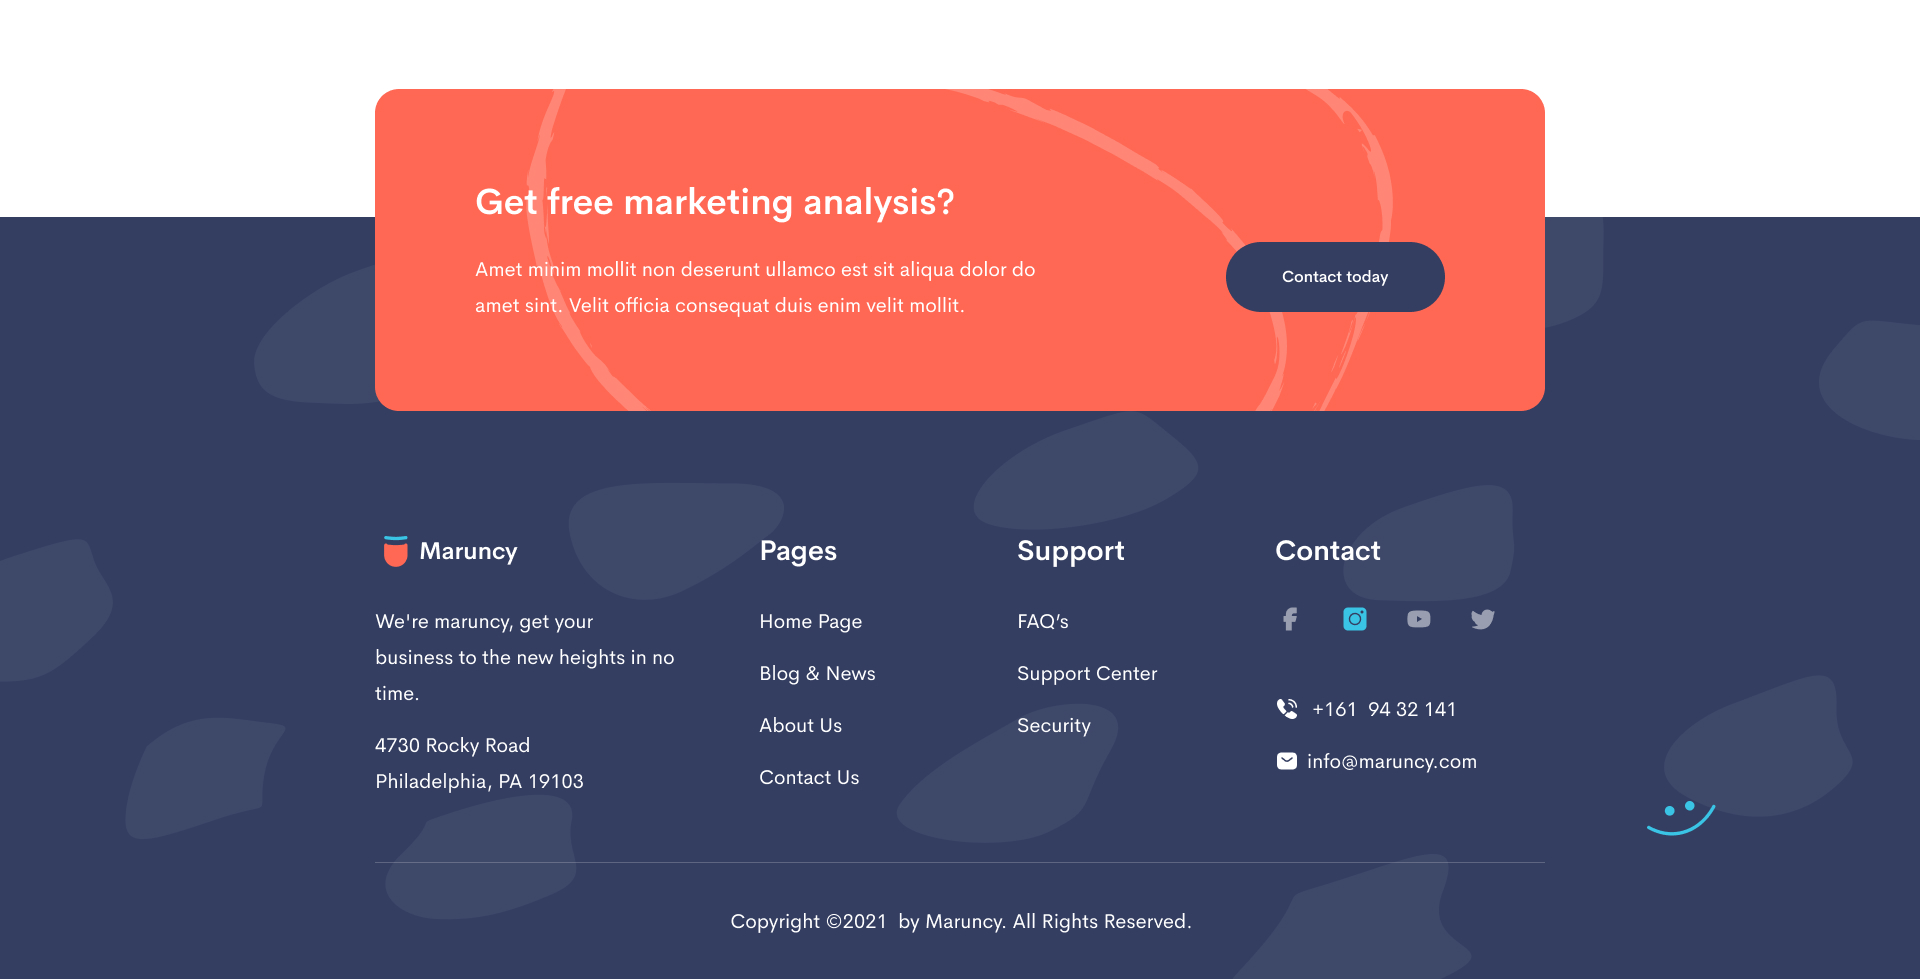 Get free marketing analysis?
Amet minim mollit non deserunt ullamco est sit aliqua dolor do
amet sint. Velit officia consequat duis enim velit mollit.
Contact today
Maruncy
We're maruncy, get your
business to the new heights in no
time.
4730 Rocky Road
Philadelphia, PA 19103
Pages
Home Page
Blog & News
About Us
Contact Us
Support
FAQ’s
Support Center
Security
Contact
+161  94 32 141
info@maruncy.com
Copyright ©2021  by Maruncy. All Rights Reserved.